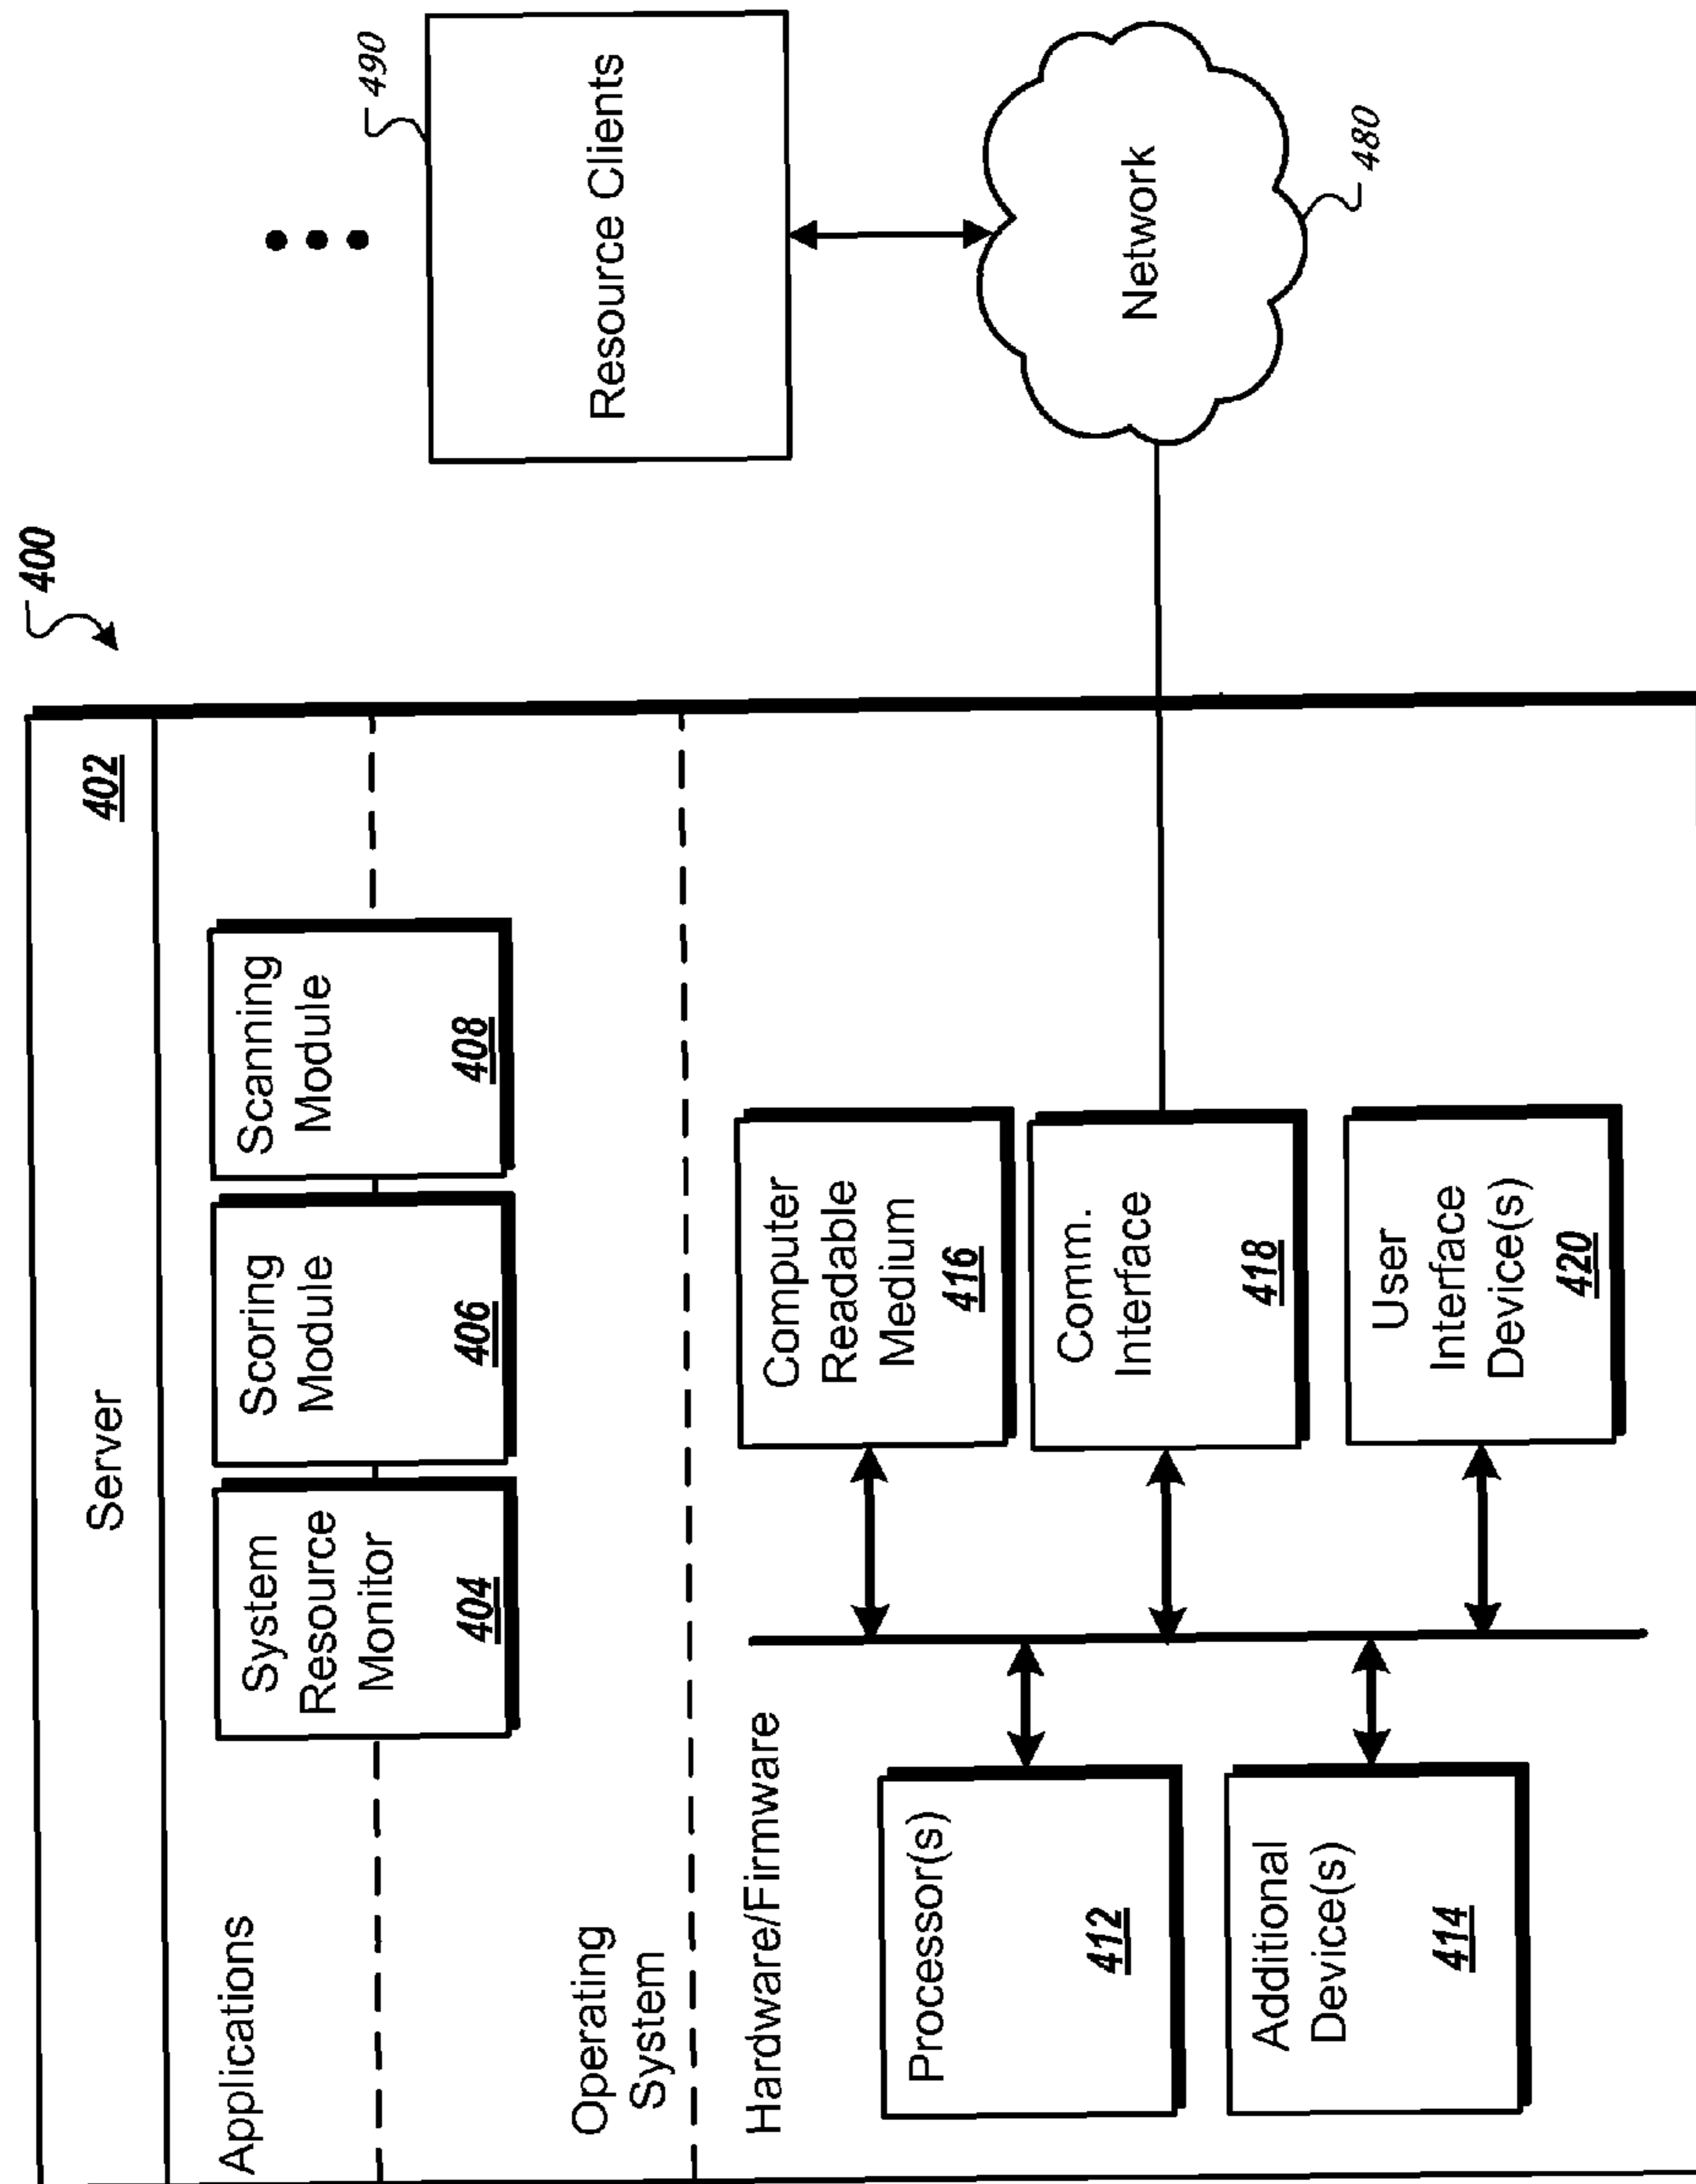 400
Server
402
Applications
System
Resource
Monitor
404
Scoring
Module
406
Scanning
Module
408
Operating
System
Hardware/Firmware
Processor(s)
412
Additional
Device(s)
414
Computer
Readable
Medium
416
Comm.
Interface
418
User
Interface
Device(s)
420
490
Resource Clients
Network
480